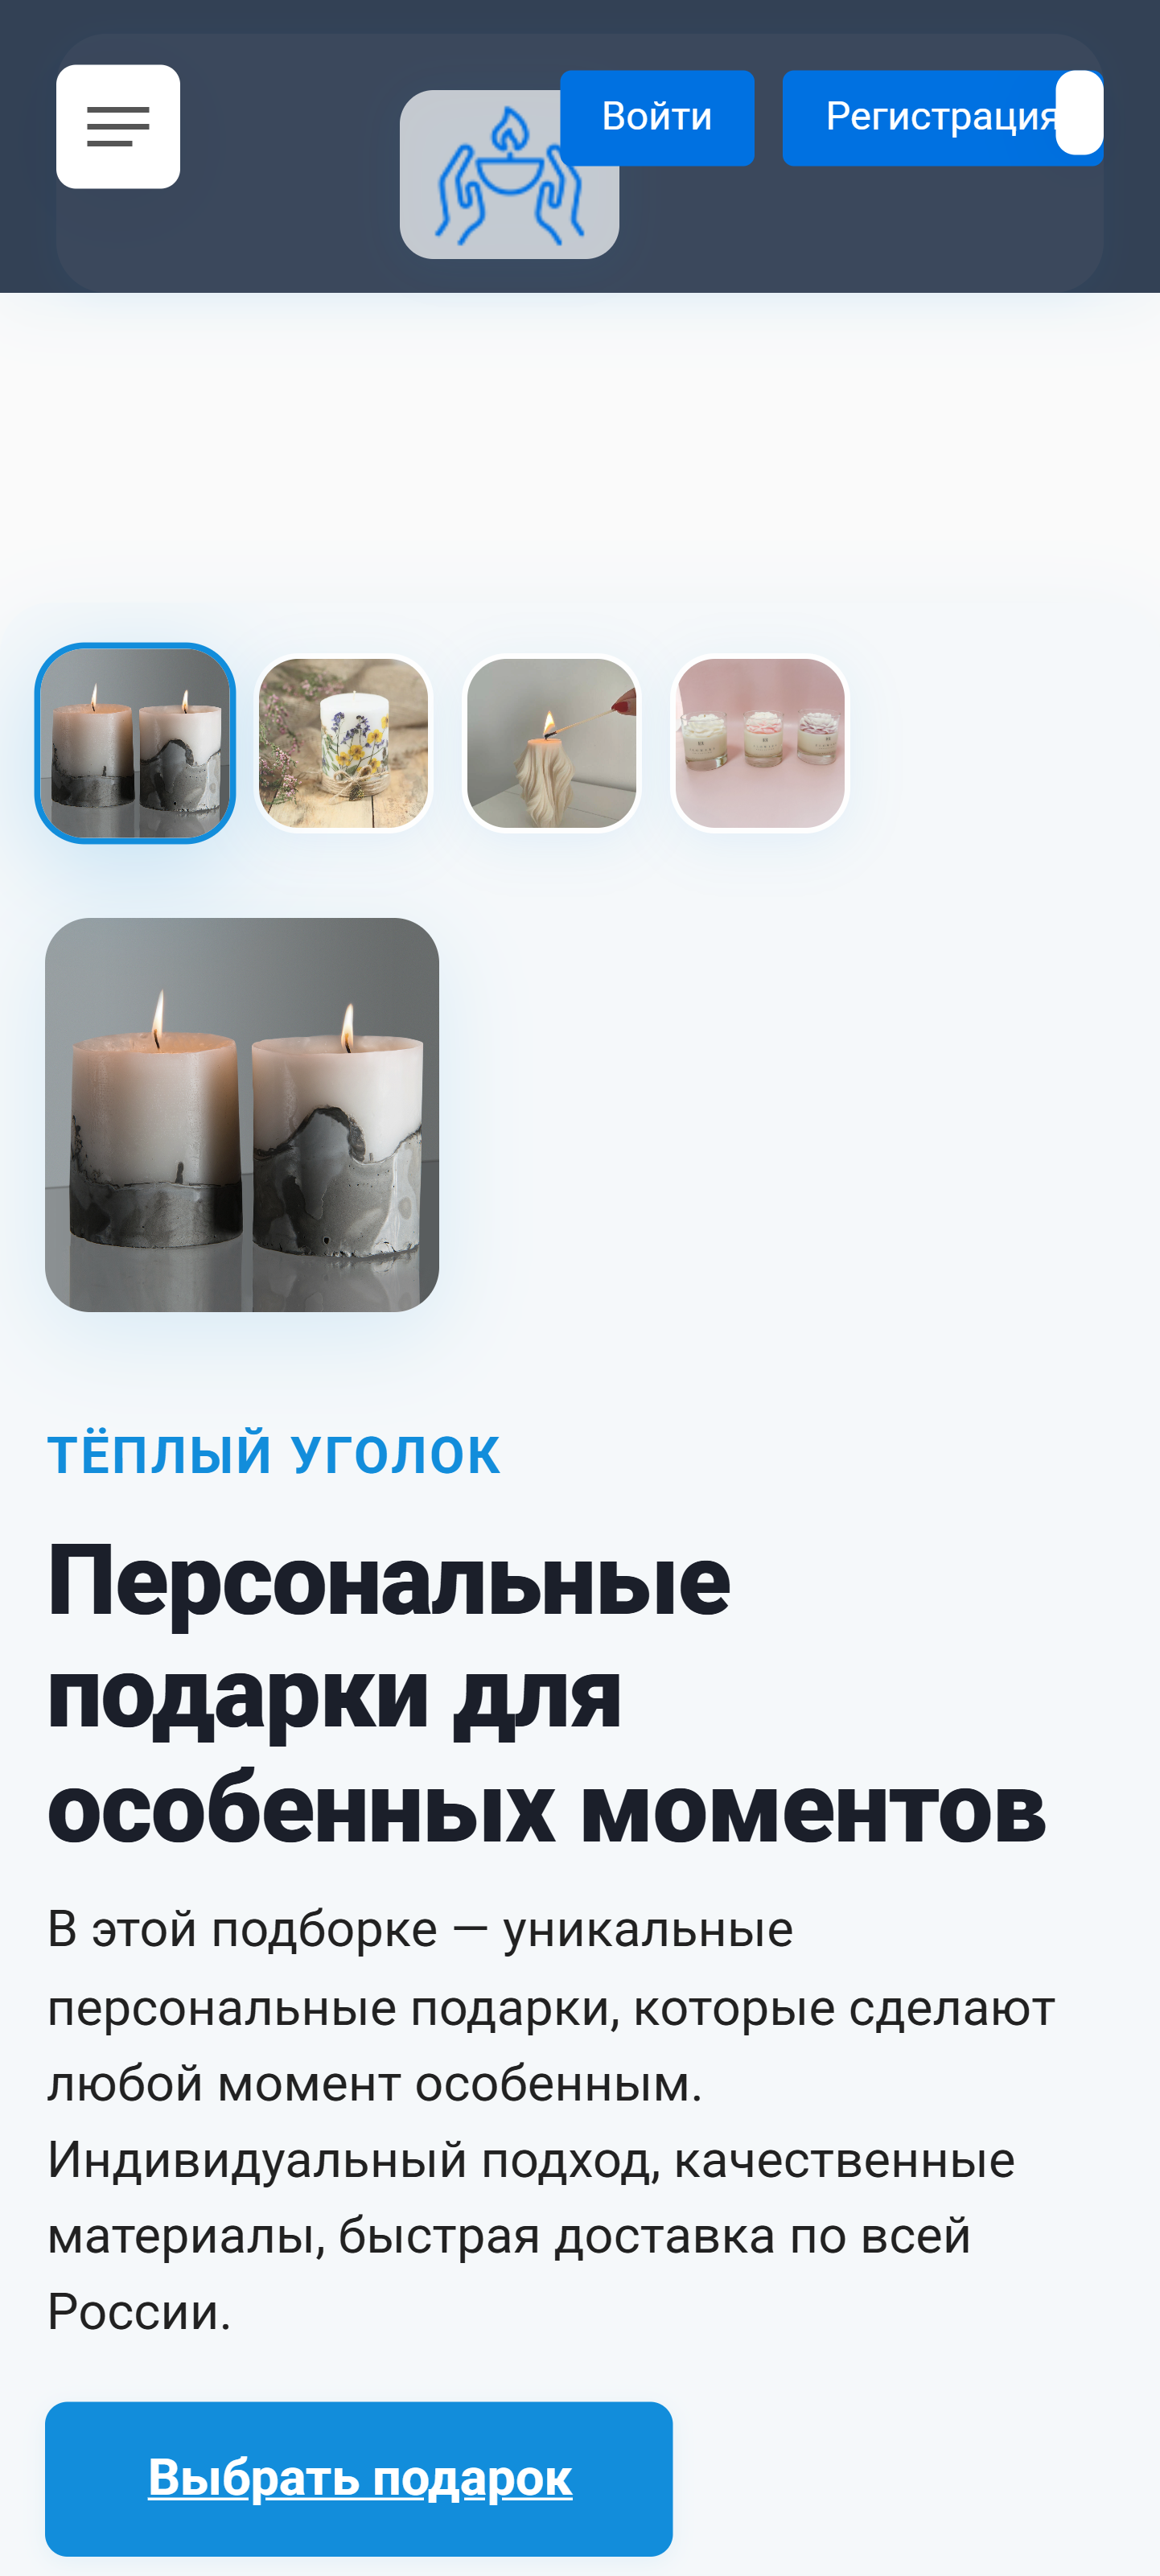 Войти
Регистрация
ТЁПЛЫЙ УГОЛОК
Персональные
подарки для
особенных моментов
В этой подборке — уникальные
персональные подарки, которые сделают
любой момент особенным.
Индивидуальный подход, качественные
материалы, быстрая доставка по всей
России.
Выбрать подарок